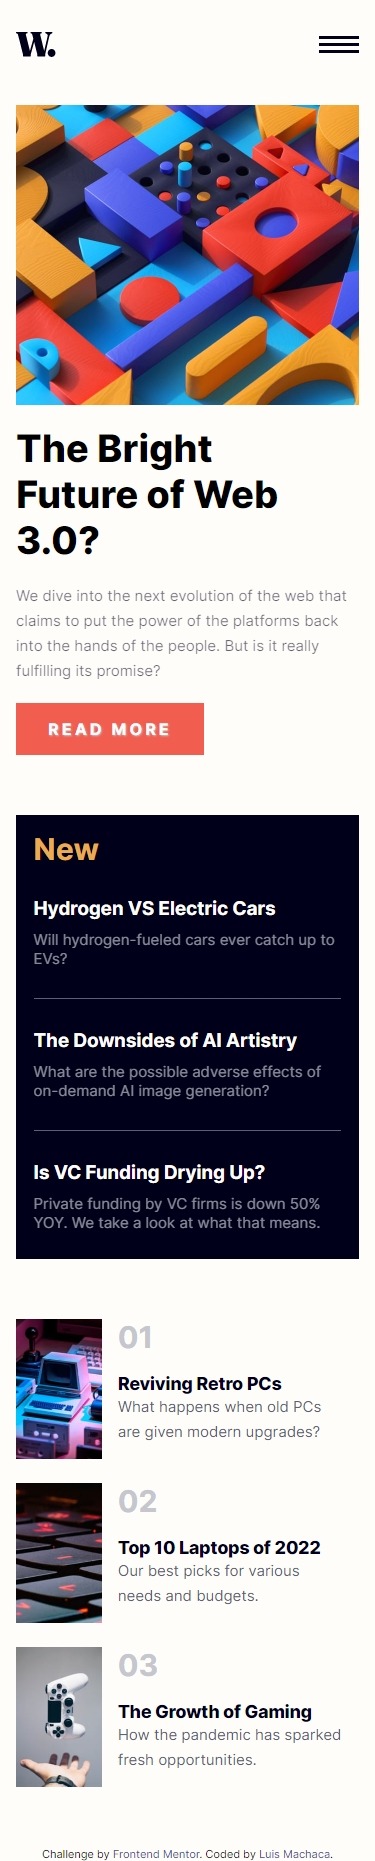 W.
The Bright
Future of Web
3.0?
We dive into the next evolution of the web that
claims to put the power of the platforms back
into the hands of the people. But is it really
fulfilling its promise?
READ MORE
New
Hydrogen VS Electric Cars
Will hydrogen-fueled cars ever catch up to
EVs?
The Downsides of AI Artistry
What are the possible adverse effects of
on-demand AI image generation?
Is VC Funding Drying Up?
Private funding by VC firms is down 50%
YOY. We take a look at what that means.
01
Reviving Retro PCs
What happens when old PCs
are given modern upgrades?
02
Top 10 Laptops of 2022
Our best picks for various
needs and budgets.
03
The Growth of Gaming
How the pandemic has sparked
fresh opportunities.
Challenge by Frontend Mentor. Coded by Luis Machaca.